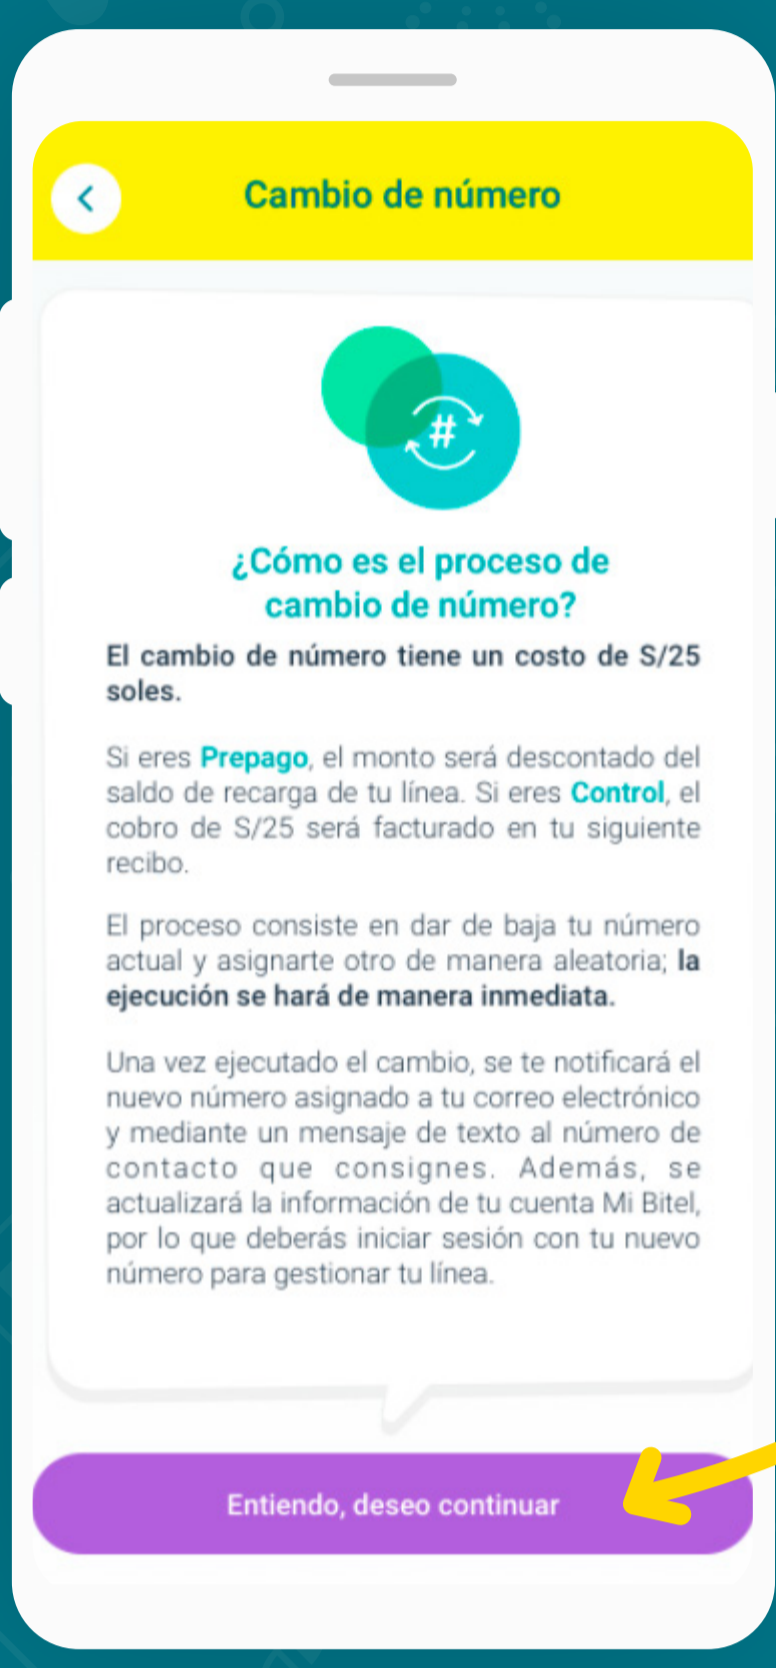 Cambio de número
#
¿Cómo es el proceso de
cambio de número?
El cambio de número tiene un costo de S/25
soles.
Si eres Prepago, el monto será descontado del
saldo de recarga de tu línea. Si eres Control, el
cobro de S/25 será facturado en tu siguiente
recibo.
El proceso consiste en dar de baja tu número
actual y asignarte otro de manera aleatoria; la
ejecución se hará de manera inmediata.
Una vez ejecutado el cambio, se te notificará el
nuevo número asignado a tu correo electrónico
y mediante un mensaje de texto al número de
contacto que consignes. Además, se
actualizará la información de tu cuenta Mi Bitel,
por lo que deberás iniciar sesión con tu nuevo
número para gestionar tu línea.
Entiendo, deseo continuar